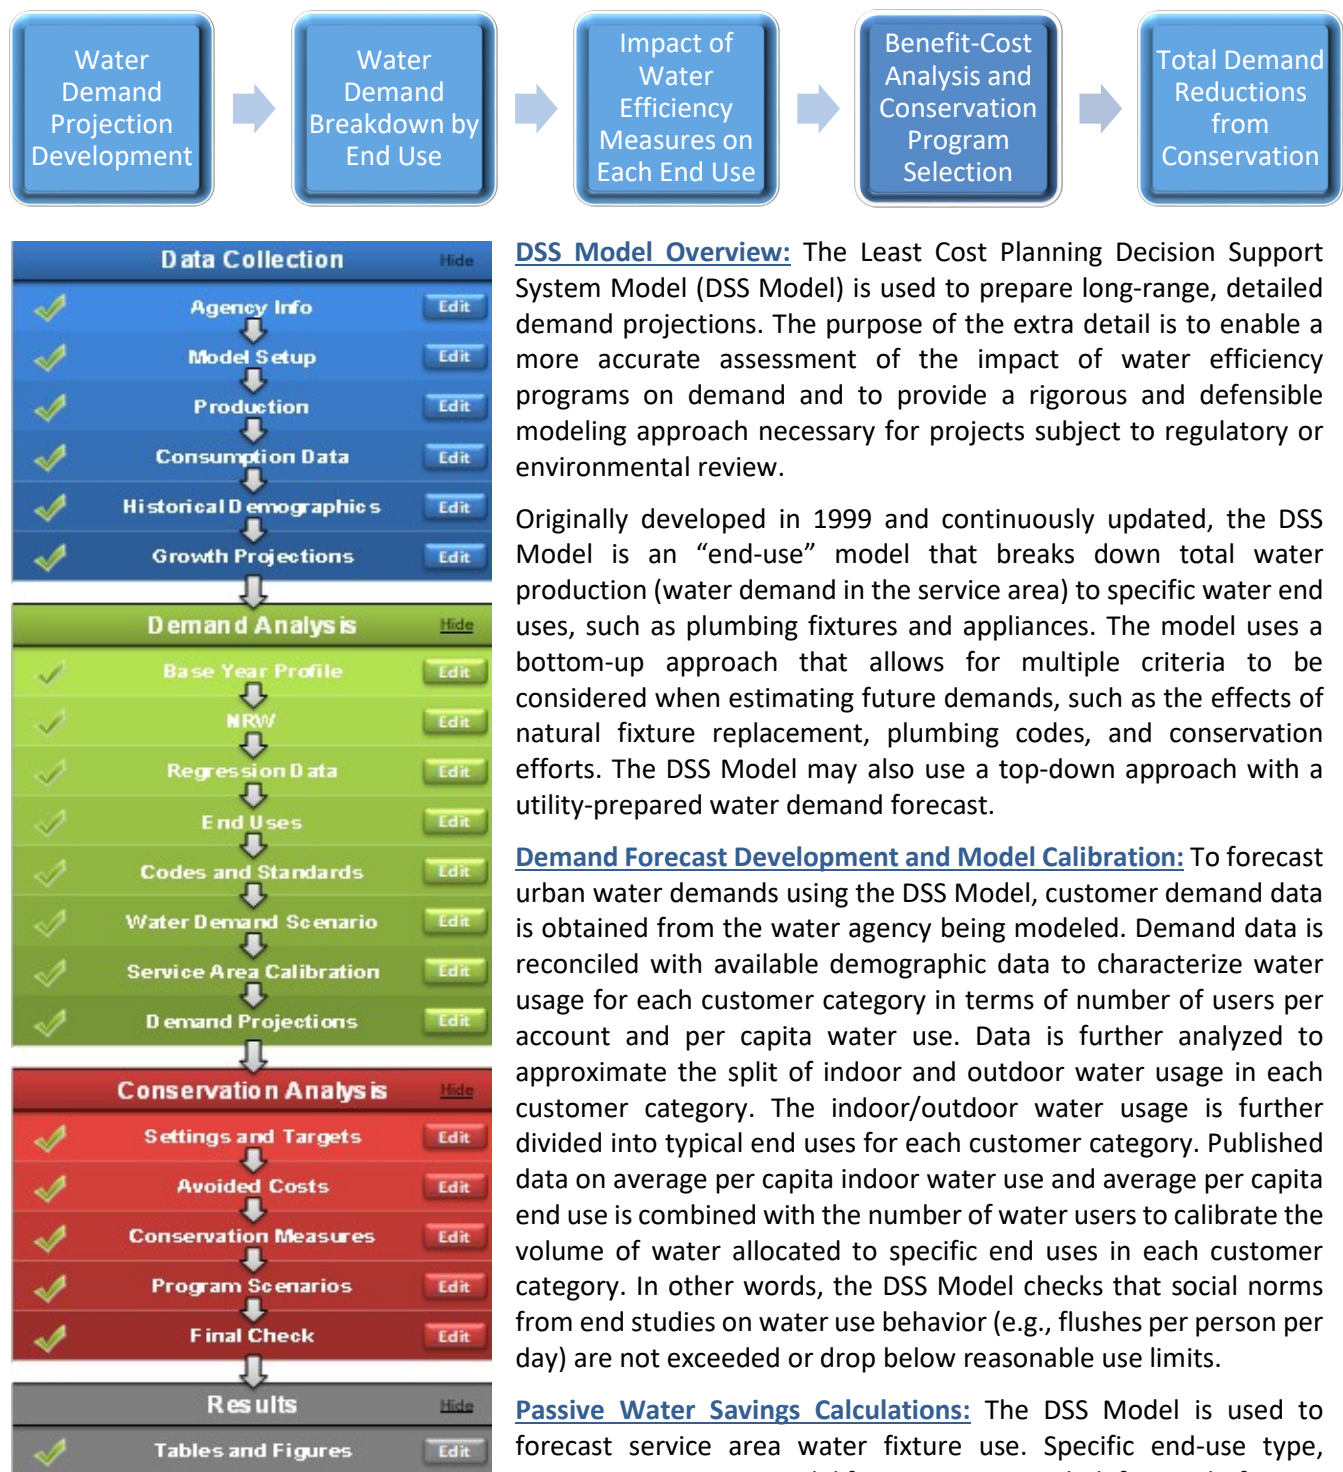 Water
Demand
Projection
Development
Water
Demand
Breakdown by
End Use
Impact of
Water
Efficiency
Measures on
Each End Use
Benefit-Cost
Analysis and
Conservation
Program
Selection
Total Demand
Reductions
from
Conservation
Data Collection Hide
Agency Info Edit
Model Setup Edit
Production Edit
Consumption Data Edit
Historical Demographics Edit
Growth Projections Edit
Demand Analysis Hide
Base Year Profile Edit
NRW Edit
Regression Data Edit
End Uses Edit
Codes and Standards Edit
Water Demand Scenario Edit
Service Area Calibration Edit
Demand Projections Edit
Conservation Analysis Hide
Settings and Targets Edit
Avoided Costs Edit
Conservation Measures Edit
Program Scenarios Edit
Final Check Edit
Results Hide
Tables and Figures Edit
DSS Model Overview: The Least Cost Planning Decision Support
System Model (DSS Model) is used to prepare long-range, detailed
demand projections. The purpose of the extra detail is to enable a
more accurate assessment of the impact of water efficiency
programs on demand and to provide a rigorous and defensible
modeling approach necessary for projects subject to regulatory or
environmental review.
Originally developed in 1999 and continuously updated, the DSS
Model is an “end-use” model that breaks down total water
production (water demand in the service area) to specific water end
uses, such as plumbing fixtures and appliances. The model uses a
bottom-up approach that allows for multiple criteria to be
considered when estimating future demands, such as the effects of
natural fixture replacement, plumbing codes, and conservation
efforts. The DSS Model may also use a top-down approach with a
utility-prepared water demand forecast.
Demand Forecast Development and Model Calibration: To forecast
urban water demands using the DSS Model, customer demand data
is obtained from the water agency being modeled. Demand data is
reconciled with available demographic data to characterize water
usage for each customer category in terms of number of users per
account and per capita water use. Data is further analyzed to
approximate the split of indoor and outdoor water usage in each
customer category. The indoor/outdoor water usage is further
divided into typical end uses for each customer category. Published
data on average per capita indoor water use and average per capita
end use is combined with the number of water users to calibrate the
volume of water allocated to specific end uses in each customer
category. In other words, the DSS Model checks that social norms
from end studies on water use behavior (e.g., flushes per person per
day) are not exceeded or drop below reasonable use limits.
Passive Water Savings Calculations: The DSS Model is used to
forecast service area water fixture use. Specific end-use type,